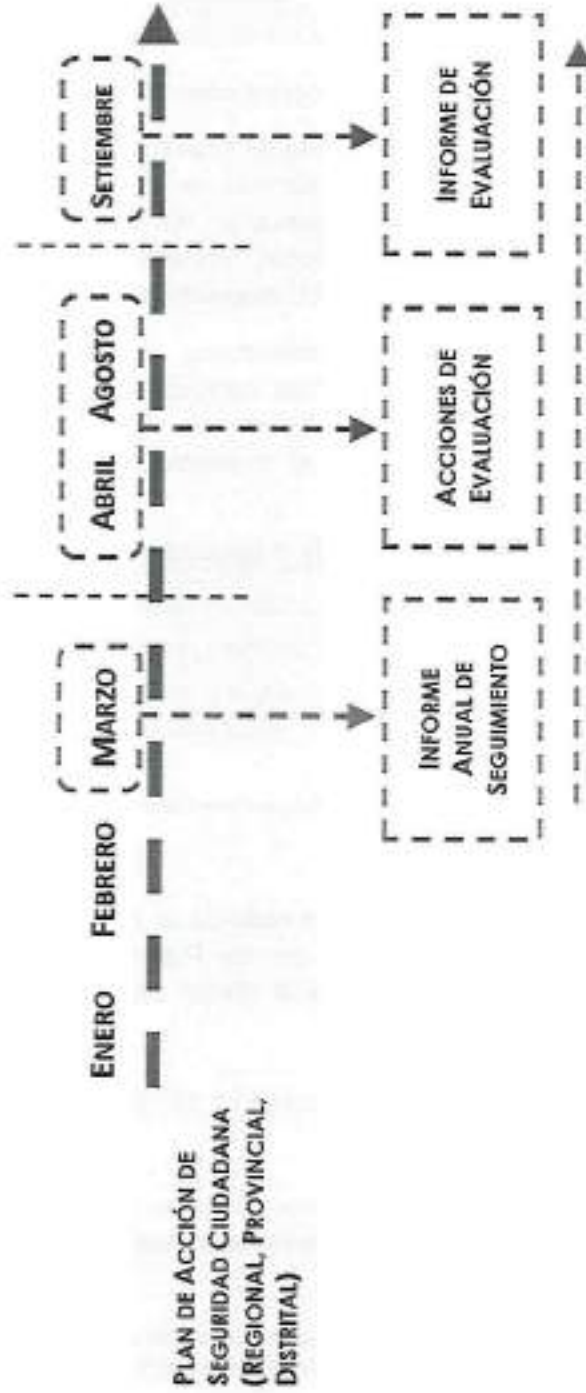 ENERO
FEBRERO
MARZO
ABRIL
AGOSTO
SETIEMBRE
PLAN DE ACCIÓN DE
SEGURIDAD CIUDADANA
(REGIONAL, PROVINCIAL,
DISTRITAL)
INFORME
ANUAL DE
SEGUIMIENTO
ACCIONES DE
EVALUACIÓN
INFORME DE
EVALUACIÓN